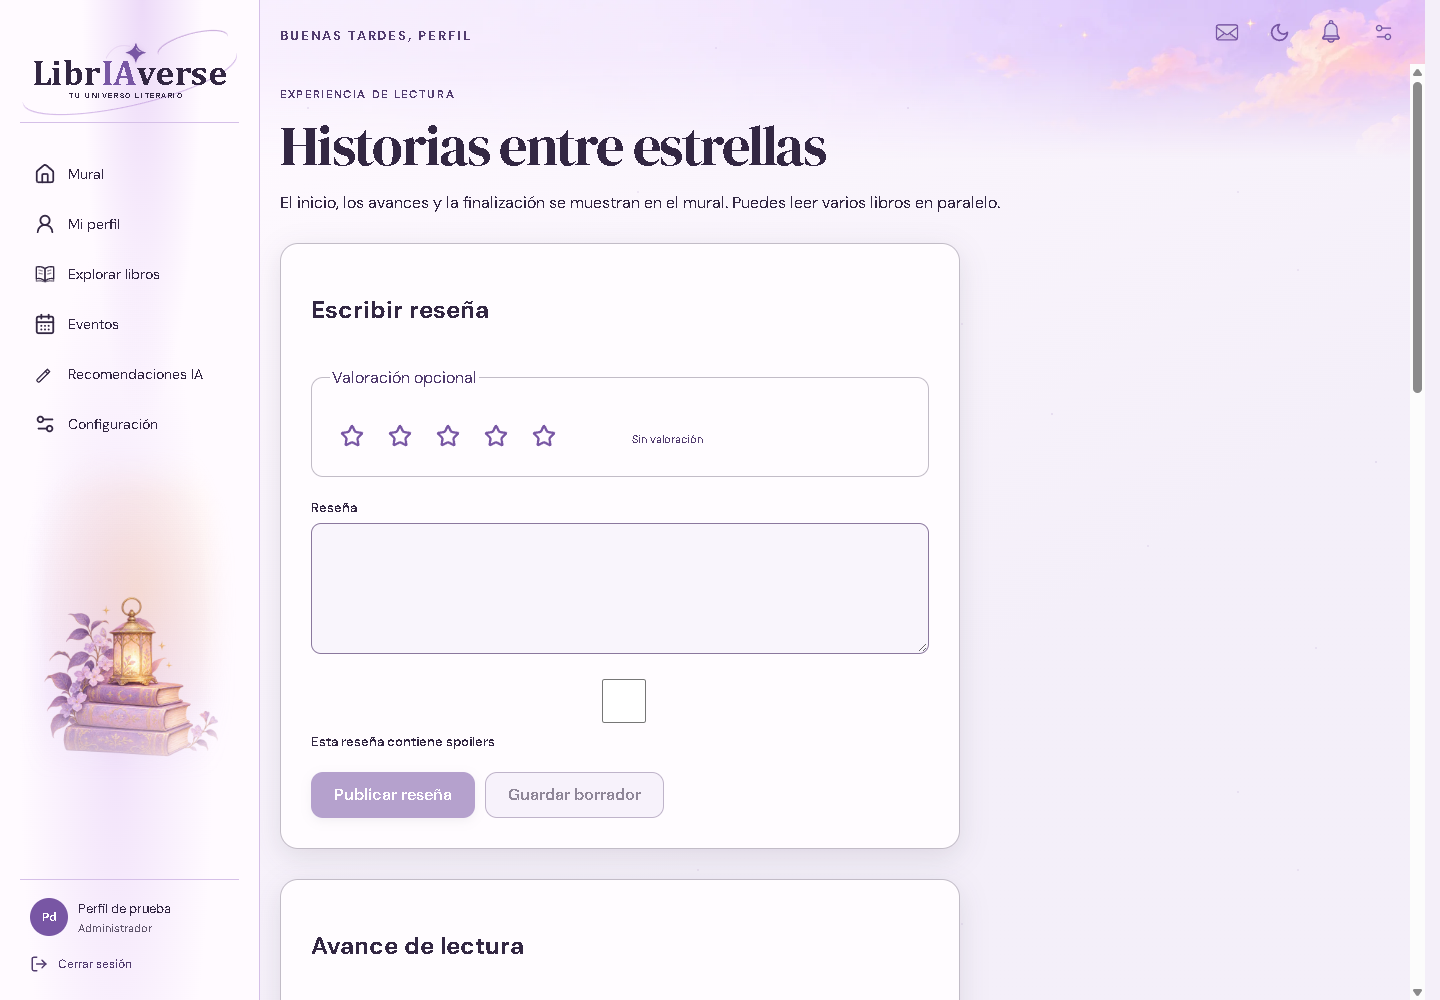 LibrIAverse
TU UNIVERSO LITERARIO
Mural
Mi perfil
Explorar libros
Eventos
Recomendaciones IA
Configuración
Pd
Perfil de prueba
Administrador
Cerrar sesión
BUENAS TARDES, PERFIL
EXPERIENCIA DE LECTURA
Historias entre estrellas
El inicio, los avances y la finalización se muestran en el mural. Puedes leer varios libros en paralelo.
Escribir reseña
Valoración opcional
Sin valoración
Reseña
Esta reseña contiene spoilers
Publicar reseña
Guardar borrador
Avance de lectura